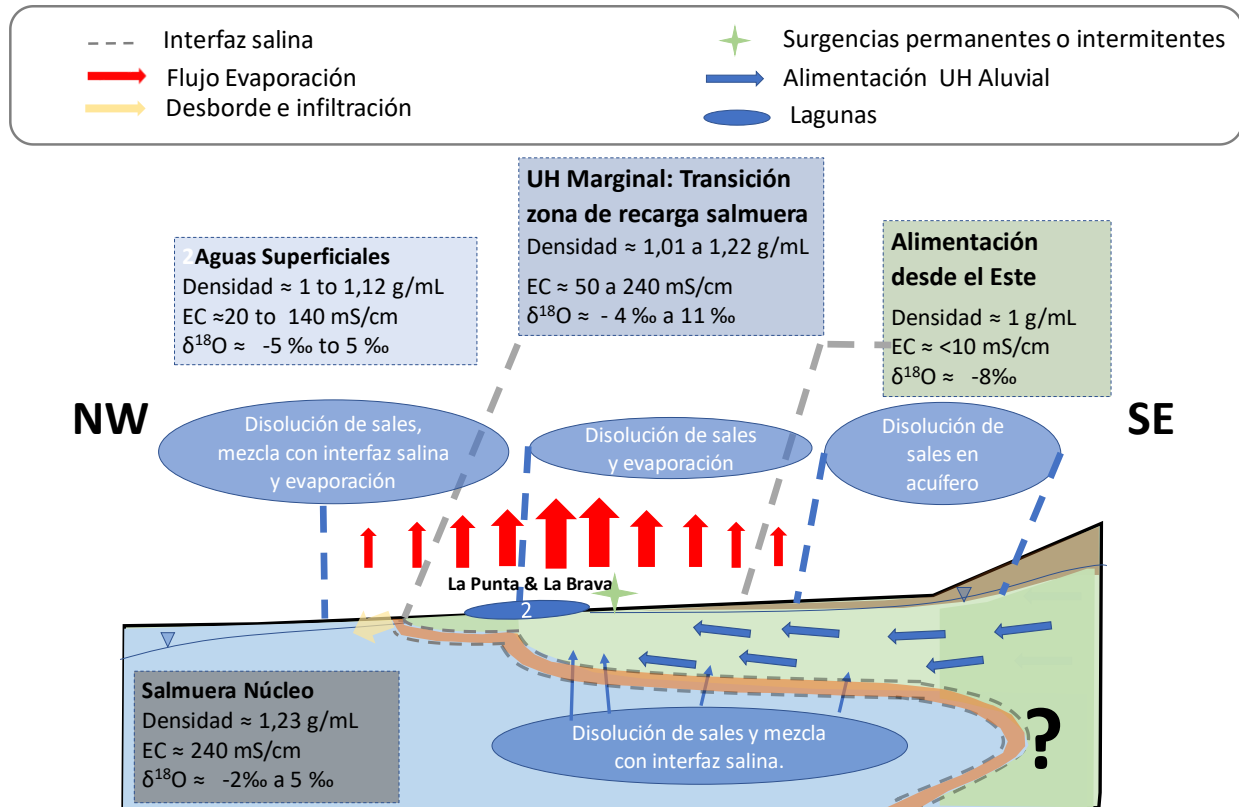 Interfaz salina
Flujo Evaporación
Desborde e infiltración
Surgencias permanentes o intermitentes
Alimentación UH Aluvial
Lagunas
2Aguas Superficiales
Densidad ≈ 1 to 1,12 g/mL
EC ≈20 to 140 mS/cm
δ¹⁸O ≈ -5 ‰ to 5 ‰
UH Marginal: Transición
zona de recarga salmuera
Densidad ≈ 1,01 a 1,22 g/mL
EC ≈ 50 a 240 mS/cm
δ¹⁸O ≈ - 4 ‰ a 11 ‰
Alimentación
desde el Este
Densidad ≈ 1 g/mL
EC ≈ <10 mS/cm
δ¹⁸O ≈ -8‰
NW
SE
Disolución de sales,
mezcla con interfaz salina
y evaporación
Disolución de sales
y evaporación
Disolución de
sales en
acuífero
La Punta & La Brava
2
Salmuera Núcleo
Densidad ≈ 1,23 g/mL
EC ≈ 240 mS/cm
δ¹⁸O ≈ -2‰ a 5 ‰
Disolución de sales y mezcla
con interfaz salina.
?